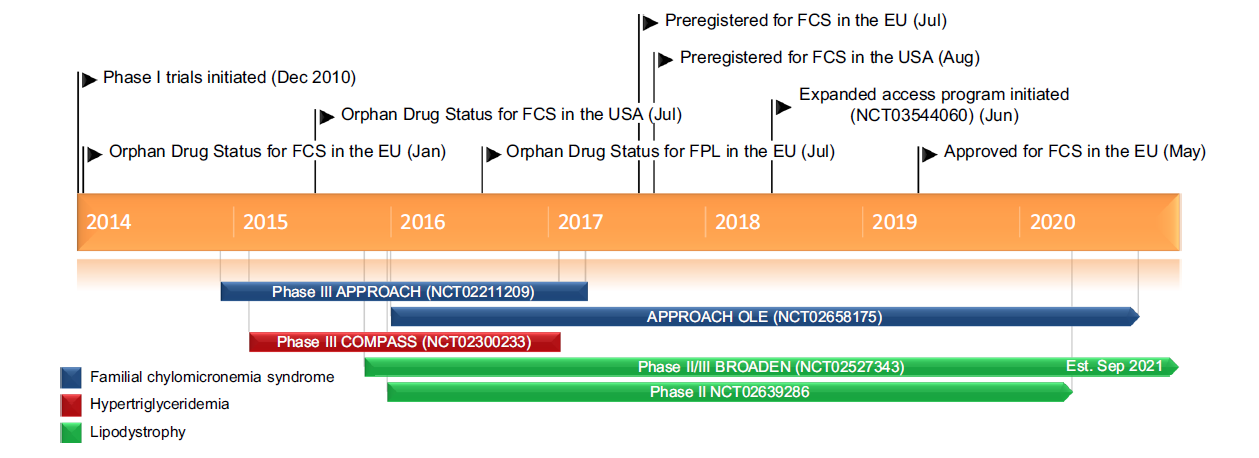 Preregistered for FCS in the EU (Jul)
Preregistered for FCS in the USA (Aug)
Phase I trials initiated (Dec 2010)
Expanded access program initiated
(NCT03544060) (Jun)
Orphan Drug Status for FCS in the USA (Jul)
Orphan Drug Status for FCS in the EU (Jan)
Orphan Drug Status for FPL in the EU (Jul)
Approved for FCS in the EU (May)
2014 2015 2016 2017 2018 2019 2020
Phase III APPROACH (NCT02211209)
APPROACH OLE (NCT02658175)
Phase III COMPASS (NCT02300233)
Phase II/III BROADEN (NCT02527343) Est. Sep 2021
Phase II NCT02639286
Familial chylomicronemia syndrome
Hypertriglyceridemia
Lipodystrophy